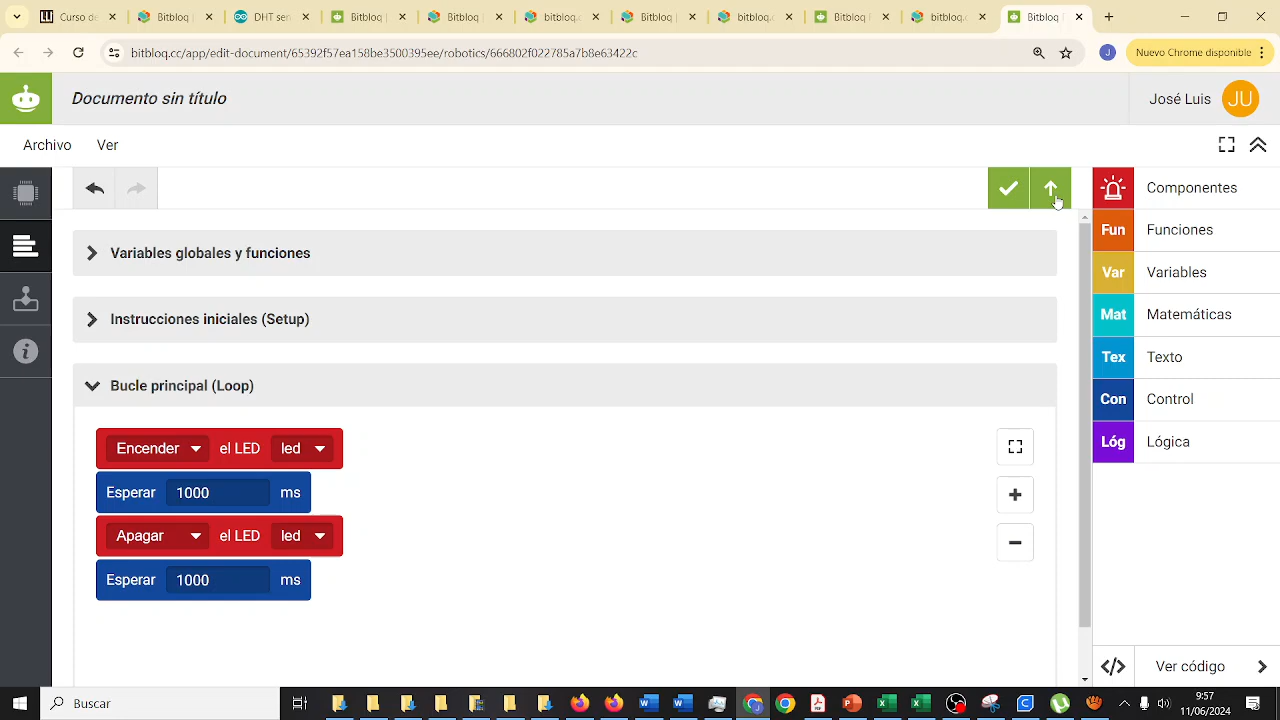 Curso de
Bitbloq
Bitbloq
DHT sen
Bitbloq
Bitbloq
bitbloq.c
Bitbloq
bitbloq.c
Bitbloq
bitbloq.c
Bitbloq
bitbloq.cc/app/edit-document/65392f57ea158be3500395ee/robotics/666802f022785a7b8e63422c
J
Nuevo Chrome disponible
Documento sin título
José Luis
JU
Archivo
Ver
Componentes
Variables globales y funciones
Fun
Funciones
Var
Variables
Instrucciones iniciales (Setup)
Mat
Matemáticas
Tex
Texto
Bucle principal (Loop)
Con
Control
Encender
el LED
led
Lóg
Lógica
Esperar
1000
ms
Apagar
el LED
led
Esperar
1000
ms
</> Ver código
Buscar
9:57
11/06/2024